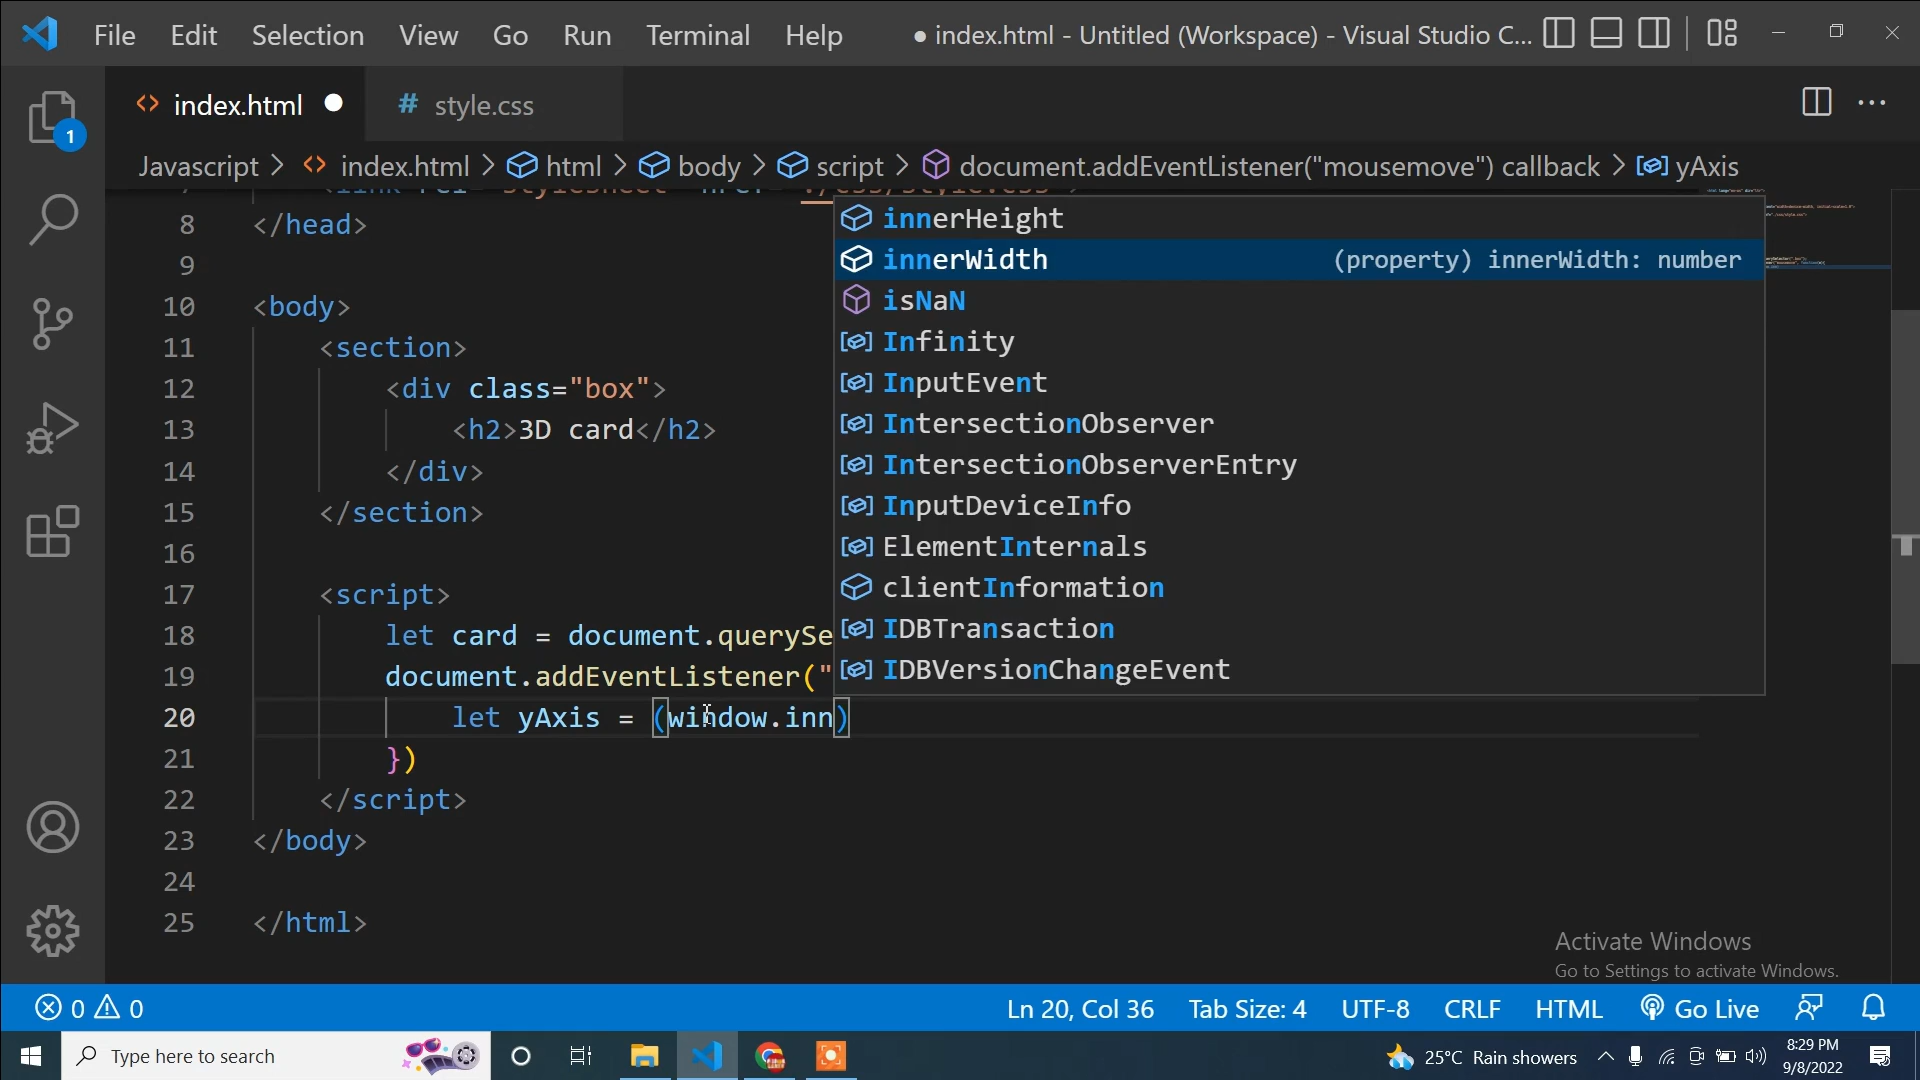 File Edit Selection View Go Run Terminal Help ● index.html - Untitled (Workspace) - Visual Studio C...
index.html # style.css
1
Javascript > index.html > html > body > script > document.addEventListener("mousemove") callback > yAxis
8 </head>
9
10 <body>
11 <section>
12 <div class="box">
13 <h2>3D card</h2>
14 </div>
15 </section>
16
17 <script>
18 let card = document.querySe
19 document.addEventListener("
20 let yAxis = (window.inn)
21 })
22 </script>
23 </body>
24
25 </html>
innerHeight
innerWidth (property) innerWidth: number
isNaN
Infinity
InputEvent
IntersectionObserver
IntersectionObserverEntry
InputDeviceInfo
ElementInternals
clientInformation
IDBTransaction
IDBVersionChangeEvent
Activate Windows
Go to Settings to activate Windows.
0 0 Ln 20, Col 36 Tab Size: 4 UTF-8 CRLF HTML Go Live
Type here to search 25°C Rain showers 8:29 PM
9/8/2022